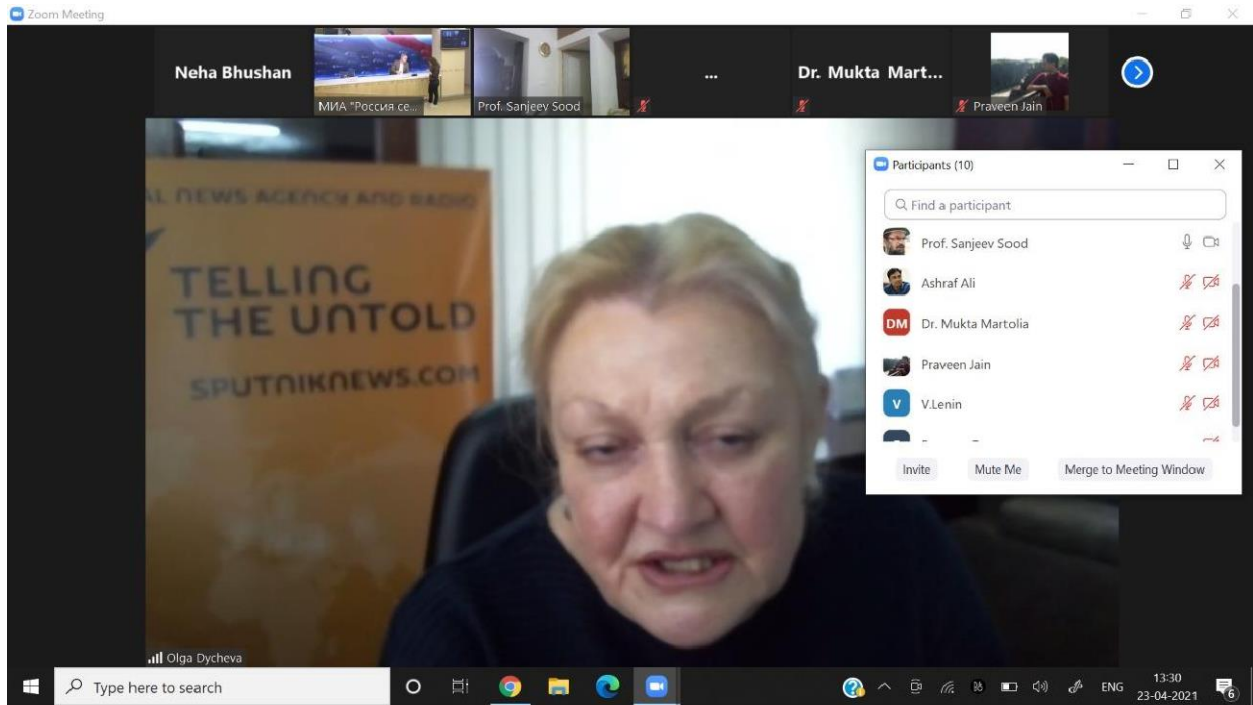 Zoom Meeting
Neha Bhushan
МИА "Россия се...
Prof. Sanjeev Sood
...
Dr. Mukta Mart...
Praveen Jain
AL NEWS AGENCY AND RADIO
TELLING
THE UNTOLD
SPUTNIKNEWS.COM
Olga Dycheva
Participants (10)
Find a participant
Prof. Sanjeev Sood
Ashraf Ali
DM Dr. Mukta Martolia
Praveen Jain
V V.Lenin
Invite Mute Me Merge to Meeting Window
Type here to search
ENG
13:30
23-04-2021
6